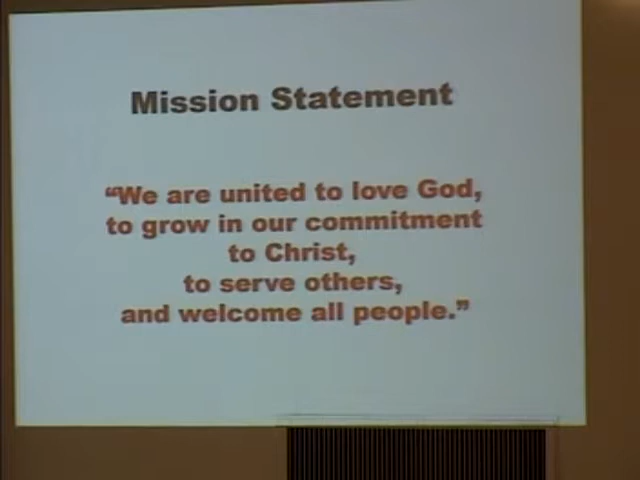 Mission Statement
“We are united to love God,
to grow in our commitment
to Christ,
to serve others,
and welcome all people.”